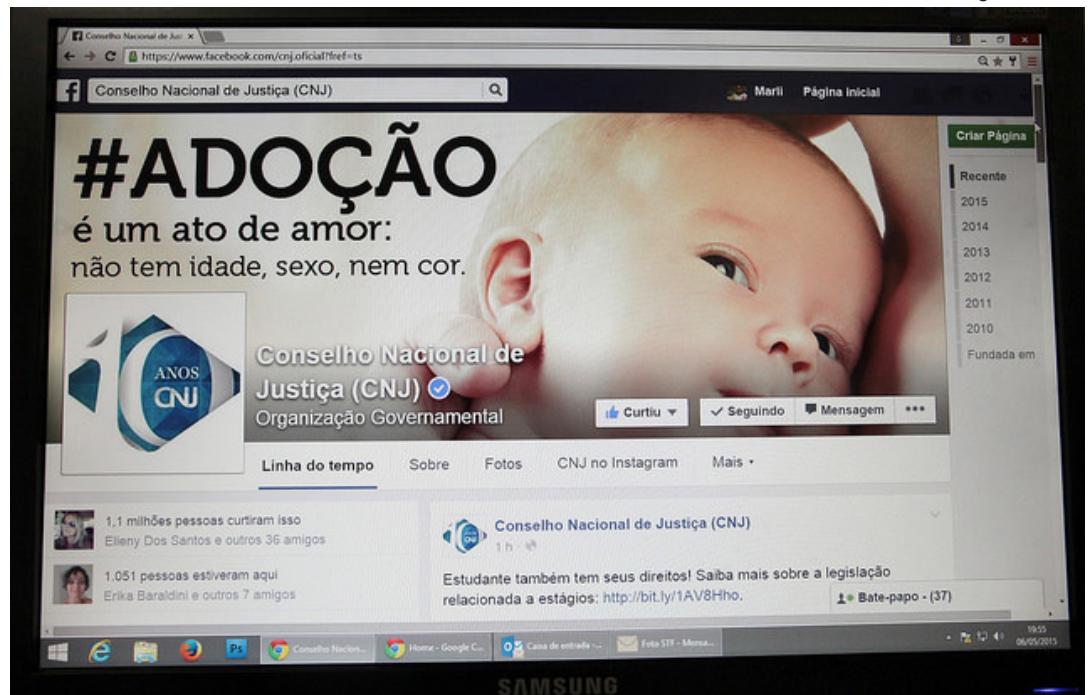 Conselho Nacional de Jus
https://www.facebook.com/cnj.oficial?fref=ts
Conselho Nacional de Justiça (CNJ)
Marli
Página inicial
Criar Página
#ADOÇÃO
é um ato de amor:
não tem idade, sexo, nem cor.
Recente
2015
2014
2013
2012
2011
2010
Fundada em
10 ANOS
CNJ
Conselho Nacional de
Justiça (CNJ)
Organização Governamental
Curtiu
Seguindo
Mensagem
Linha do tempo
Sobre
Fotos
CNJ no Instagram
Mais
1,1 milhões pessoas curtiram isso
Elleny Dos Santos e outros 36 amigos
1.051 pessoas estiveram aqui
Erika Baraldini e outros 7 amigos
Conselho Nacional de Justiça (CNJ)
1 h
Estudante também tem seus direitos! Saiba mais sobre a legislação
relacionada a estágios: http://bit.ly/1AV8Hho.
Bate-papo - (37)
Ps
Conselho Nacion...
Home - Google C...
Caixa de entrada -...
Foto STF - Mensa...
19:55
06/05/2015
SAMSUNG